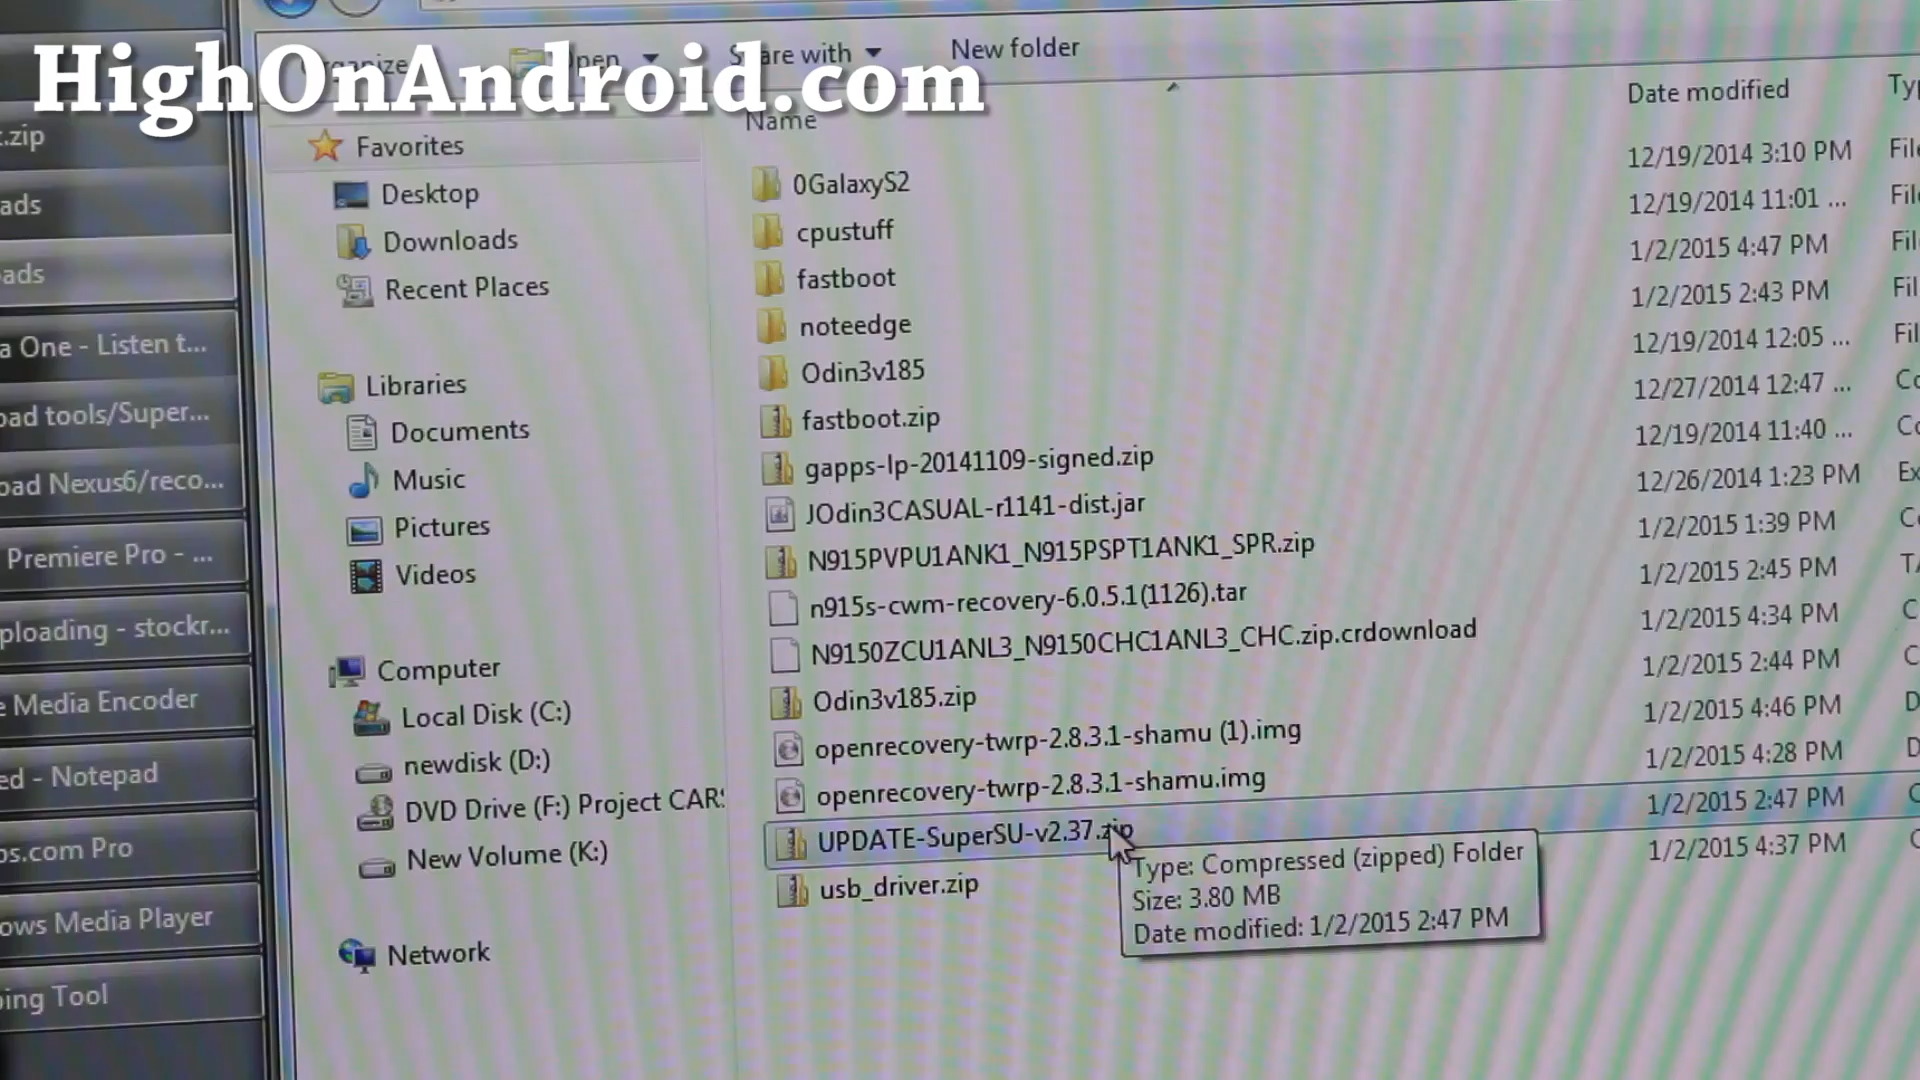 HighOnAndroid.com
Organize Open Share with New folder
Name Date modified
Favorites
Desktop
Downloads
Recent Places
Libraries
Documents
Music
Pictures
Videos
Computer
Local Disk (C:)
newdisk (D:)
DVD Drive (F:) Project CARS
New Volume (K:)
Network
0GalaxyS2 12/19/2014 3:10 PM
cpustuff 12/19/2014 11:01 ...
fastboot 1/2/2015 4:47 PM
noteedge 1/2/2015 2:43 PM
Odin3v185 12/19/2014 12:05 ...
fastboot.zip 12/27/2014 12:47 ...
gapps-lp-20141109-signed.zip 12/19/2014 11:40 ...
JOdin3CASUAL-r1141-dist.jar 12/26/2014 1:23 PM
N915PVPU1ANK1_N915PSPT1ANK1_SPR.zip 1/2/2015 1:39 PM
n915s-cwm-recovery-6.0.5.1(1126).tar 1/2/2015 2:45 PM
N9150ZCU1ANL3_N9150CHC1ANL3_CHC.zip.crdownload 1/2/2015 4:34 PM
Odin3v185.zip 1/2/2015 2:44 PM
openrecovery-twrp-2.8.3.1-shamu (1).img 1/2/2015 4:46 PM
openrecovery-twrp-2.8.3.1-shamu.img 1/2/2015 4:28 PM
UPDATE-SuperSU-v2.37.zip 1/2/2015 2:47 PM
usb_driver.zip 1/2/2015 4:37 PM
Type: Compressed (zipped) Folder
Size: 3.80 MB
Date modified: 1/2/2015 2:47 PM
.zip
ads
ads
a One - Listen t...
oad tools/Super...
oad Nexus6/reco...
Premiere Pro - ...
ploading - stockr...
e Media Encoder
ed - Notepad
os.com Pro
ows Media Player
ping Tool